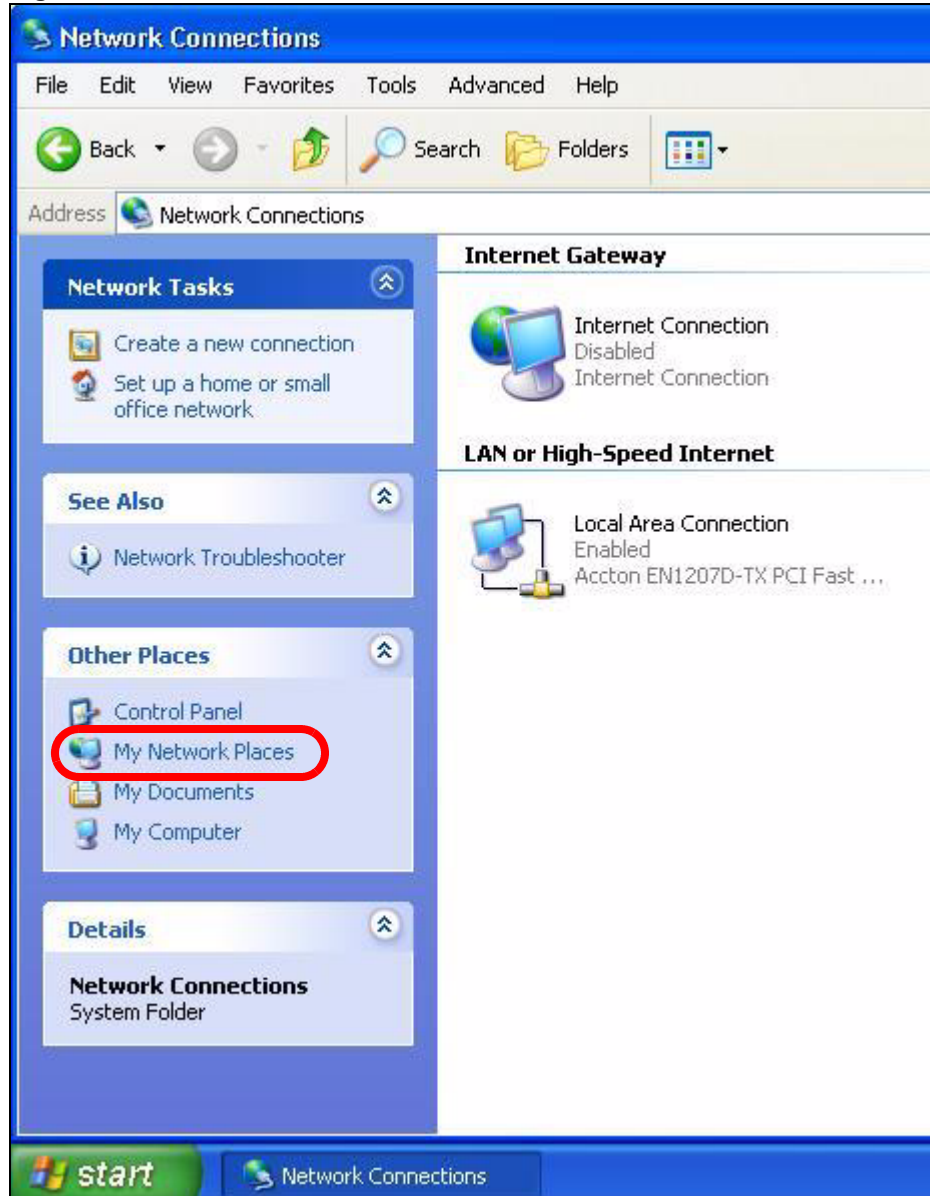 Network Connections
File Edit View Favorites Tools Advanced Help
Back Search Folders
Address Network Connections
Network Tasks
Create a new connection
Set up a home or small
office network
See Also
Network Troubleshooter
Other Places
Control Panel
My Network Places
My Documents
My Computer
Details
Network Connections
System Folder
Internet Gateway
Internet Connection
Disabled
Internet Connection
LAN or High-Speed Internet
Local Area Connection
Enabled
Accton EN1207D-TX PCI Fast ...
start Network Connections